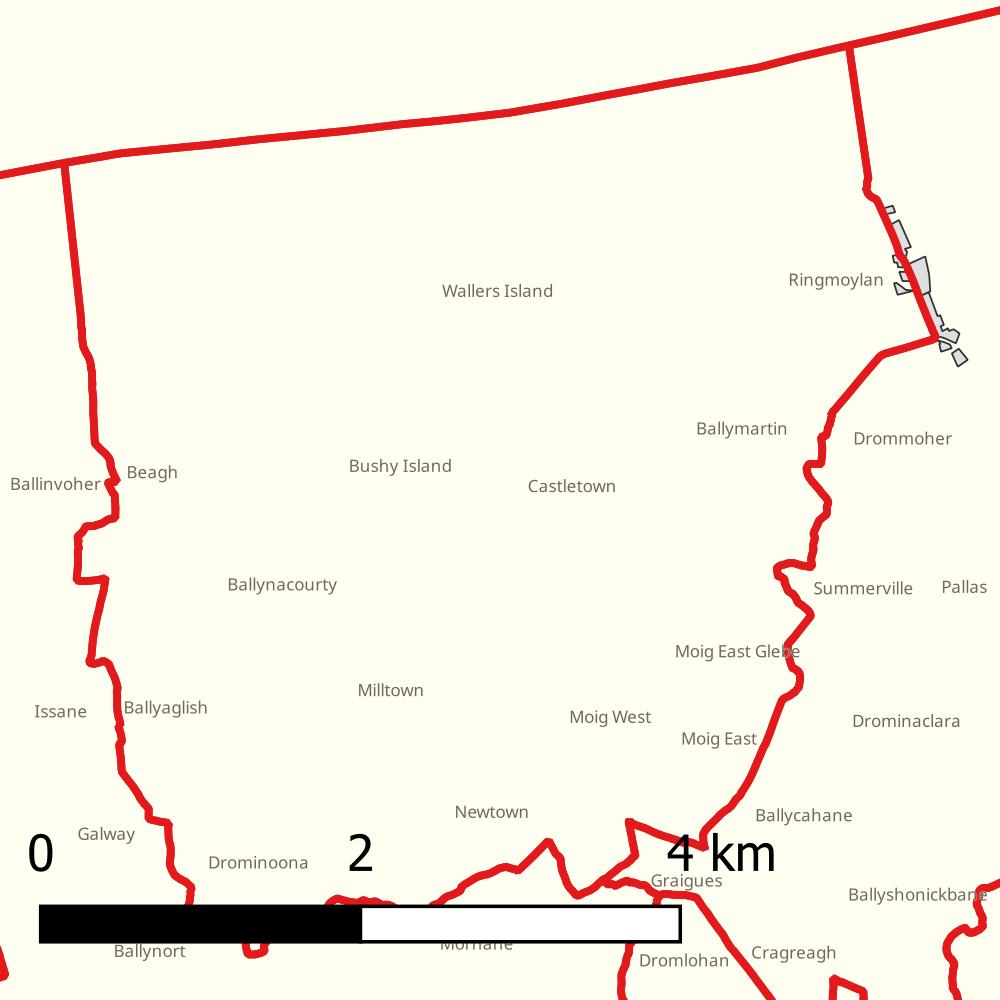 Ringmoylan
Wallers Island
Ballymartin
Drommoher
Bushy Island
Beagh
Ballinvoher
Castletown
Ballynacourty
Summerville
Pallas
Moig East Glebe
Milltown
Ballyaglish
Issane
Moig West
Drominaclara
Moig East
Newtown
Ballycahane
Galway
0 2 4 km
Drominoona
Graigues
Ballyshonickbane
Mornane
Ballynort
Cragreagh
Dromlohan